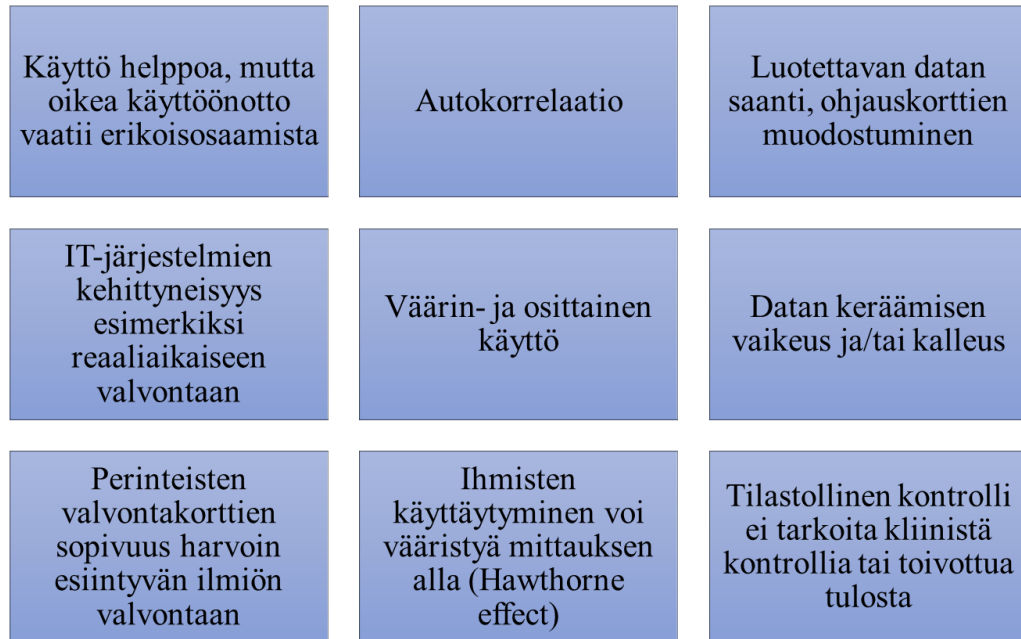 Käyttö helppoa, mutta
oikea käyttöönotto
vaatii erikoisosaamista
Autokorrelaatio
Luotettavan datan
saanti, ohjauskorttien
muodostuminen
IT-järjestelmien
kehittyneisyys
esimerkiksi
reaaliaikaiseen
valvontaan
Väärin- ja osittainen
käyttö
Datan keräämisen
vaikeus ja/tai kalleus
Perinteisten
valvontakorttien
sopivuus harvoin
esiintyvän ilmiön
valvontaan
Ihmisten
käyttäytyminen voi
vääristyä mittauksen
alla (Hawthorne
effect)
Tilastollinen kontrolli
ei tarkoita kliinistä
kontrollia tai toivottua
tulosta